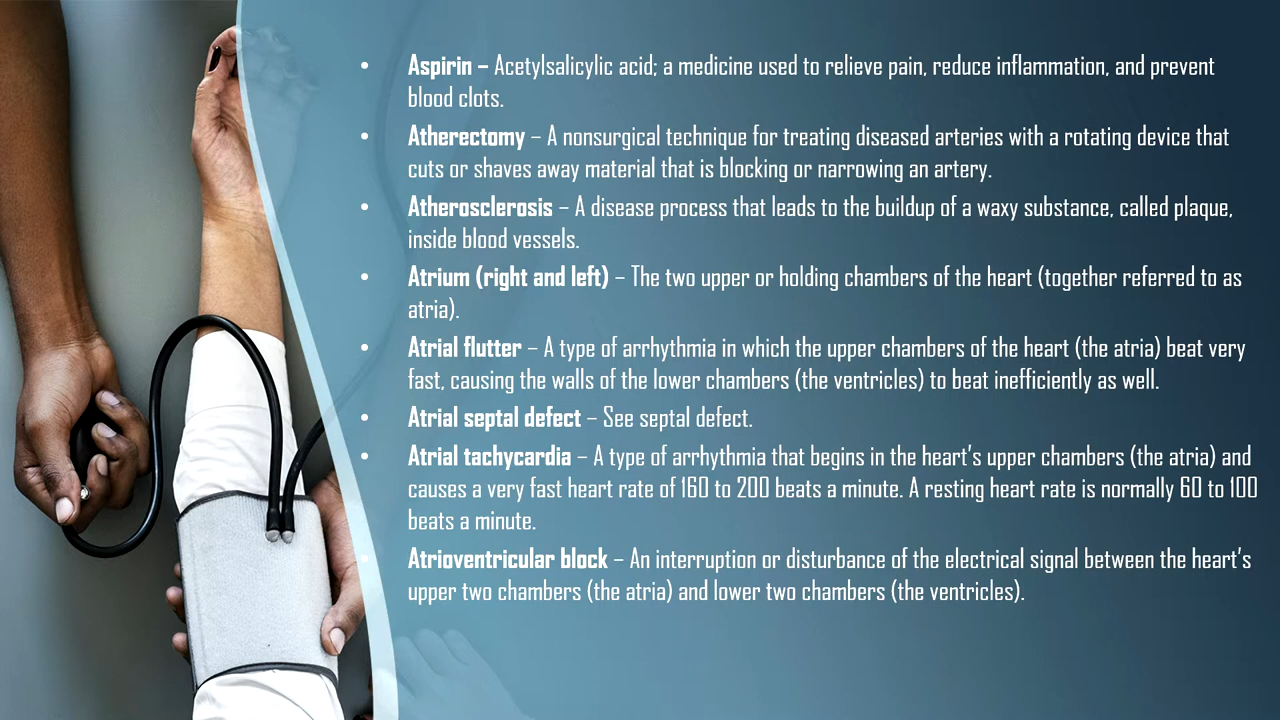 • Aspirin – Acetylsalicylic acid; a medicine used to relieve pain, reduce inflammation, and prevent
blood clots.
• Atherectomy – A nonsurgical technique for treating diseased arteries with a rotating device that
cuts or shaves away material that is blocking or narrowing an artery.
• Atherosclerosis – A disease process that leads to the buildup of a waxy substance, called plaque,
inside blood vessels.
• Atrium (right and left) – The two upper or holding chambers of the heart (together referred to as
atria).
• Atrial flutter – A type of arrhythmia in which the upper chambers of the heart (the atria) beat very
fast, causing the walls of the lower chambers (the ventricles) to beat inefficiently as well.
• Atrial septal defect – See septal defect.
• Atrial tachycardia – A type of arrhythmia that begins in the heart’s upper chambers (the atria) and
causes a very fast heart rate of 160 to 200 beats a minute. A resting heart rate is normally 60 to 100
beats a minute.
• Atrioventricular block – An interruption or disturbance of the electrical signal between the heart’s
upper two chambers (the atria) and lower two chambers (the ventricles).